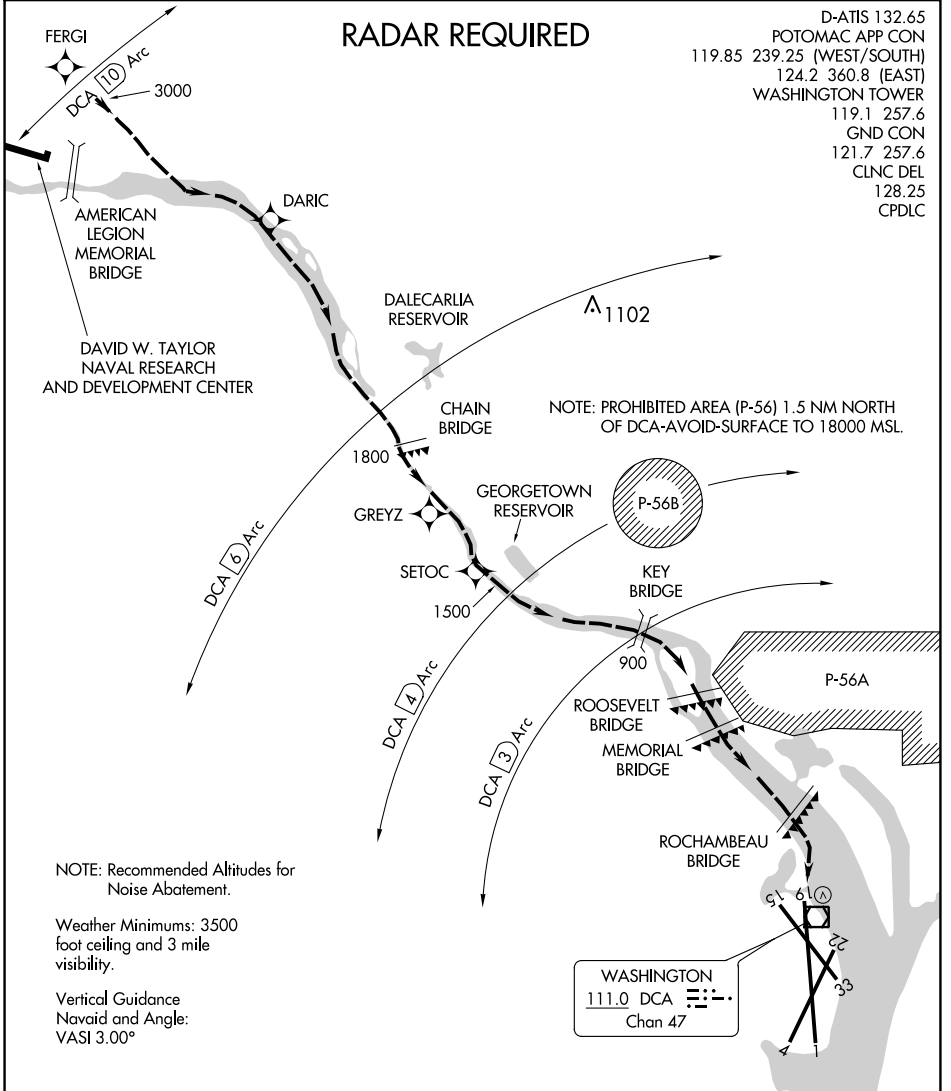 RADAR REQUIRED
D-ATIS 132.65
POTOMAC APP CON
119.85 239.25 (WEST/SOUTH)
124.2 360.8 (EAST)
WASHINGTON TOWER
119.1 257.6
GND CON
121.7 257.6
CLNC DEL
128.25
CPDLC
FERGI
DCA 10 Arc
3000
AMERICAN
LEGION
MEMORIAL
BRIDGE
DARIC
DAVID W. TAYLOR
NAVAL RESEARCH
AND DEVELOPMENT CENTER
DALECARLIA
RESERVOIR
1102
CHAIN
BRIDGE
1800
NOTE: PROHIBITED AREA (P-56) 1.5 NM NORTH
OF DCA-AVOID-SURFACE TO 18000 MSL.
GREYZ
GEORGETOWN
RESERVOIR
P-56B
DCA 6 Arc
SETOC
1500
KEY
BRIDGE
900
P-56A
DCA 4 Arc
ROOSEVELT
BRIDGE
MEMORIAL
BRIDGE
DCA 3 Arc
ROCHAMBEAU
BRIDGE
NOTE: Recommended Altitudes for
Noise Abatement.
Weather Minimums: 3500
foot ceiling and 3 mile
visibility.
Vertical Guidance
Navaid and Angle:
VASI 3.00°
15
19
V
22
33
4
1
WASHINGTON
111.0 DCA
Chan 47